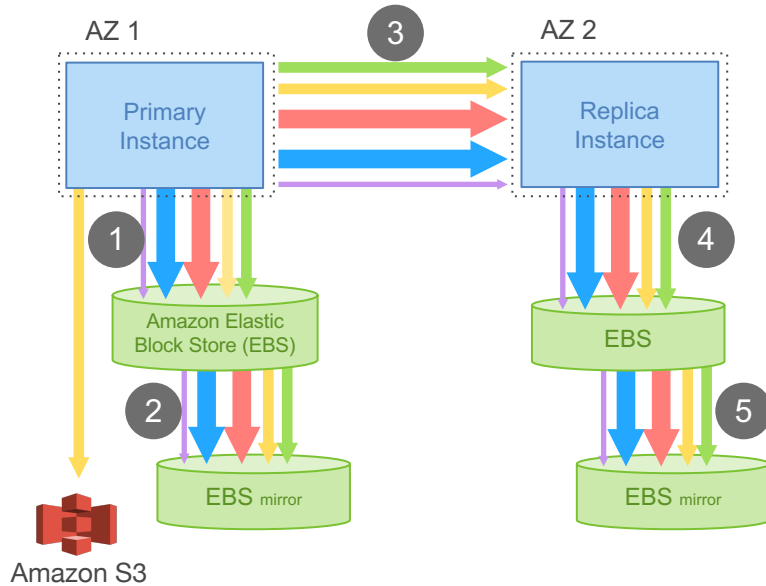 AZ 1
3
AZ 2
Primary
Instance
Replica
Instance
1
4
Amazon Elastic
Block Store (EBS)
EBS
2
5
EBS mirror
EBS mirror
Amazon S3